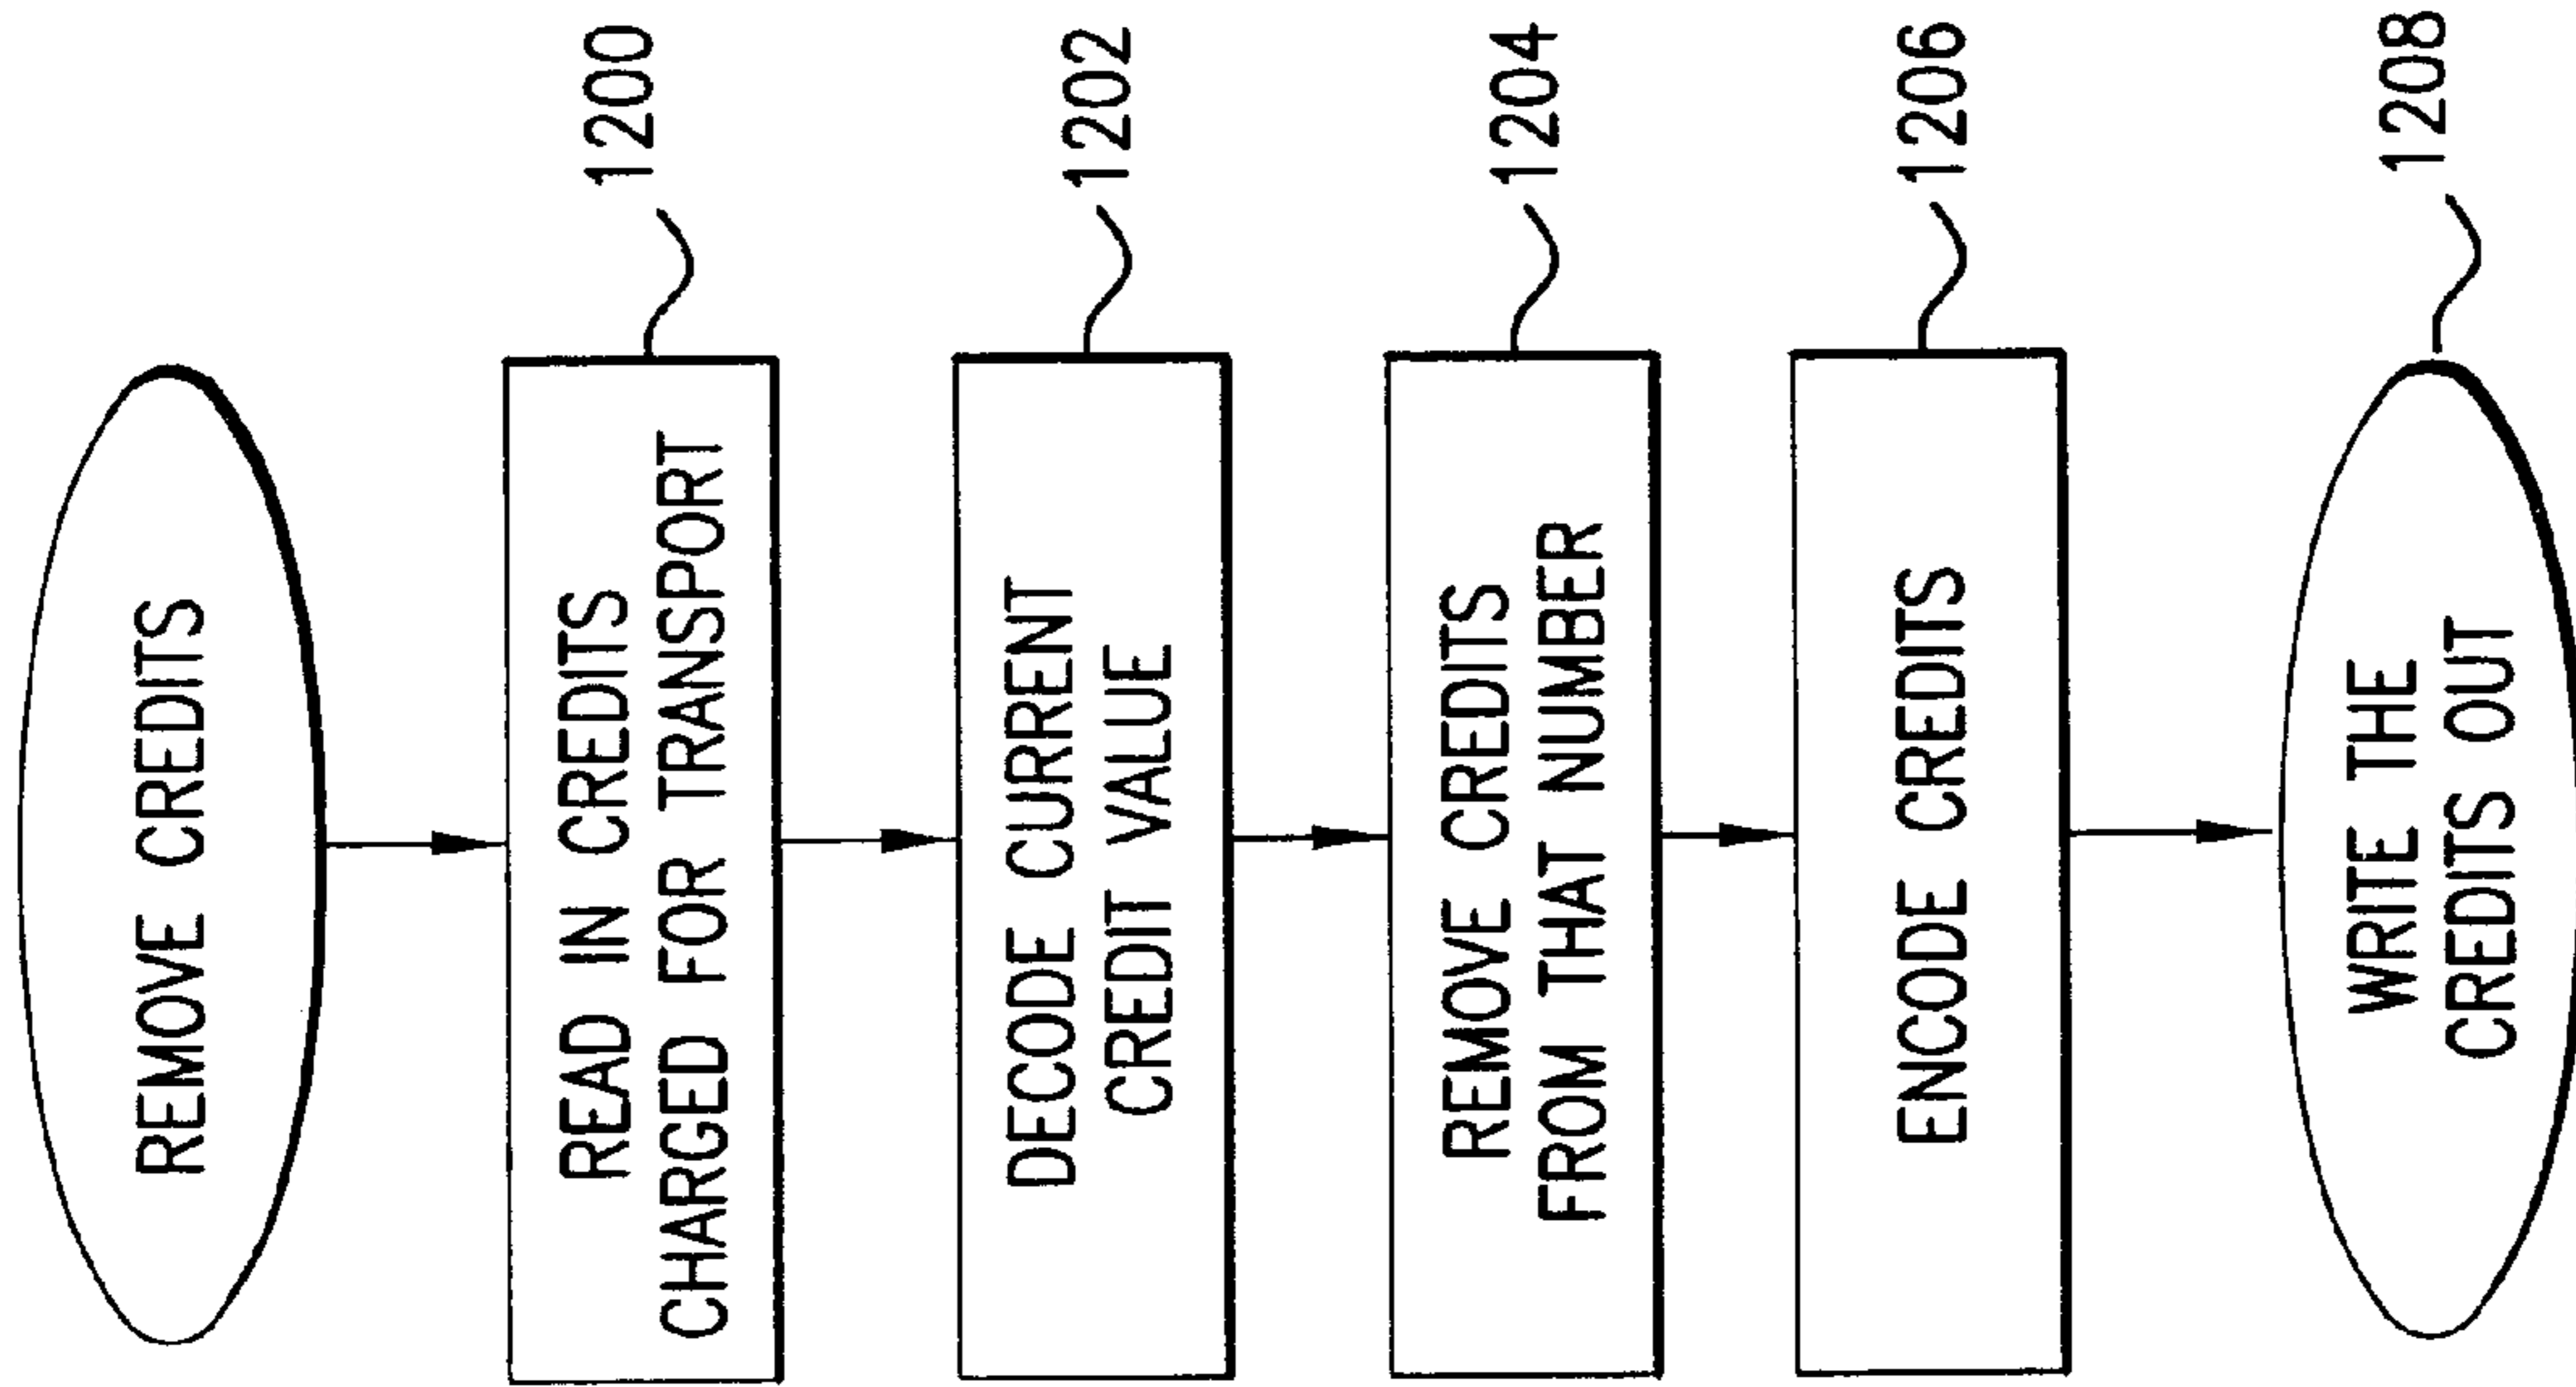 REMOVE CREDITS
READ IN CREDITS
CHARGED FOR TRANSPORT
1200
DECODE CURRENT
CREDIT VALUE
1202
REMOVE CREDITS
FROM THAT NUMBER
1204
ENCODE CREDITS
1206
WRITE THE
CREDITS OUT
1208